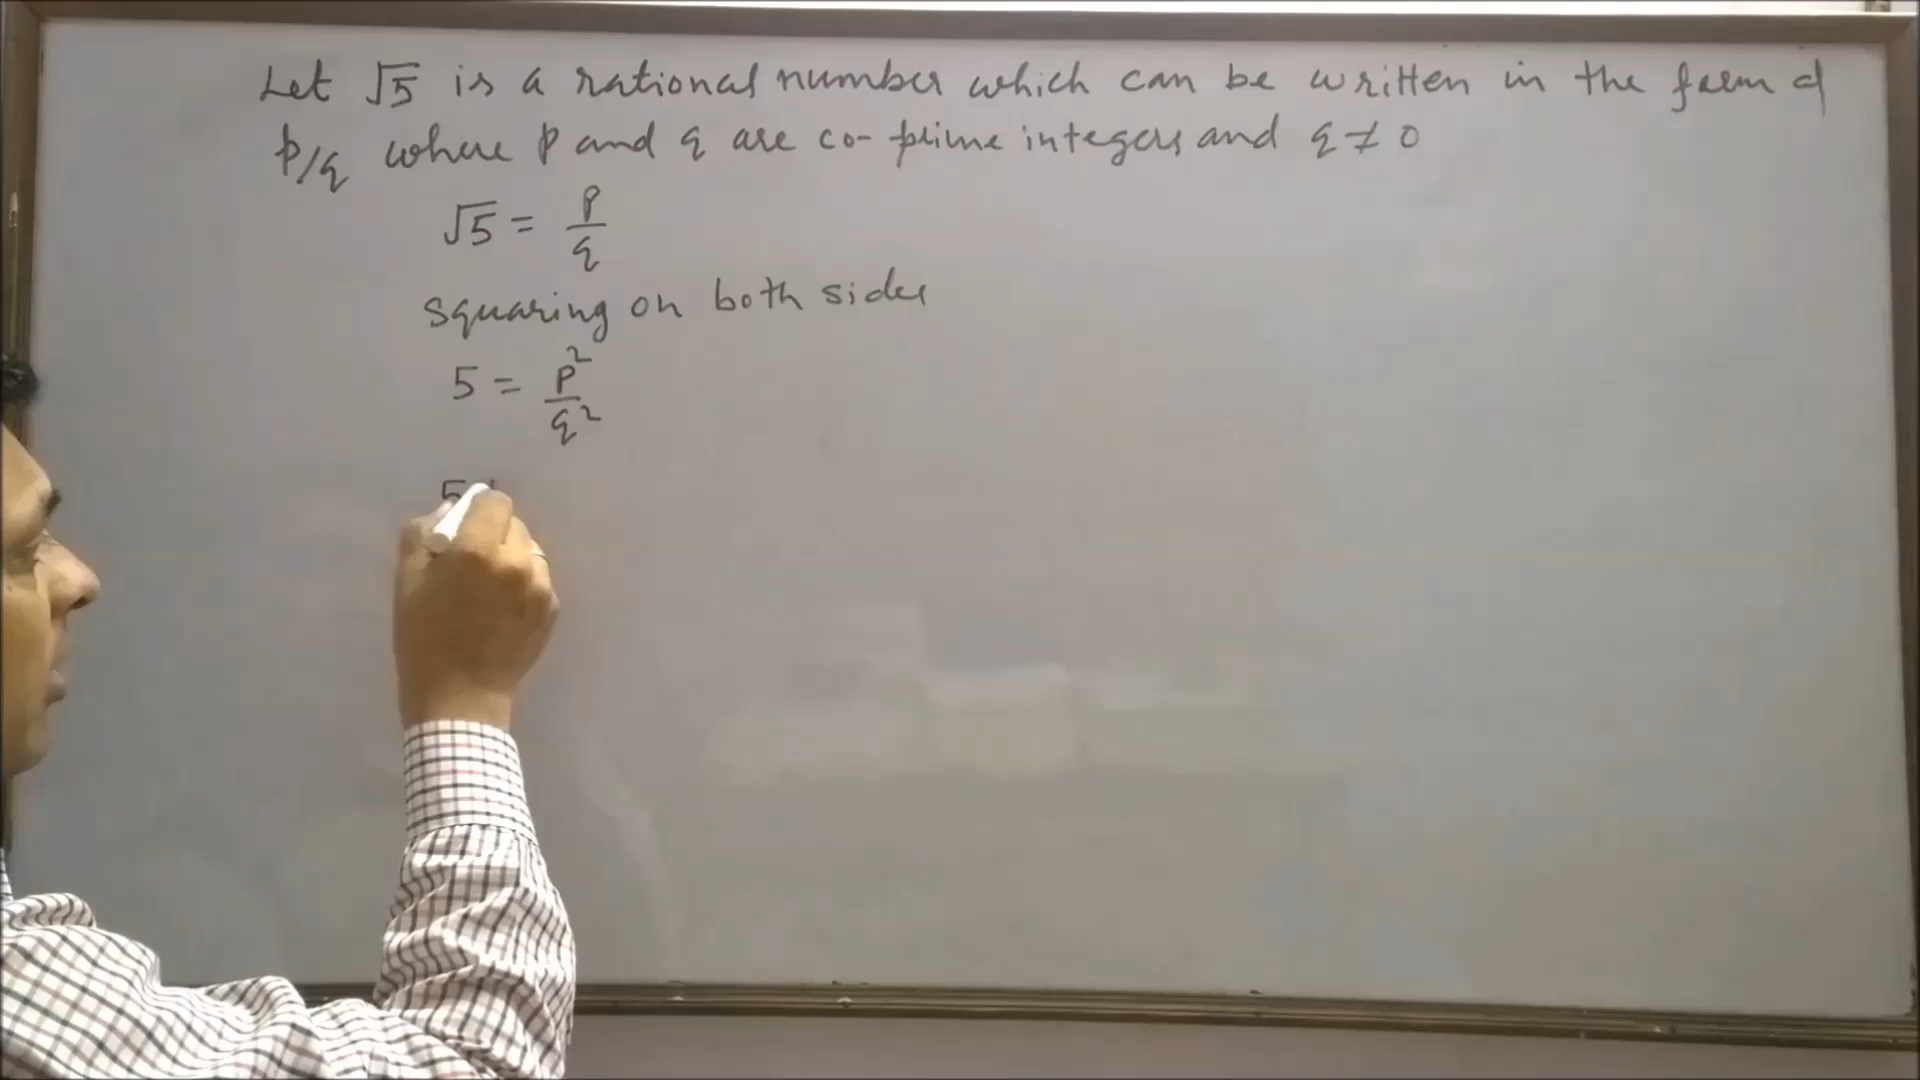 Let √5 is a rational number which can be written in the form of
p/q where p and q are co-prime integers and q ≠ 0
√5 = p/q
squaring on both sides
5 = p²/q²
5